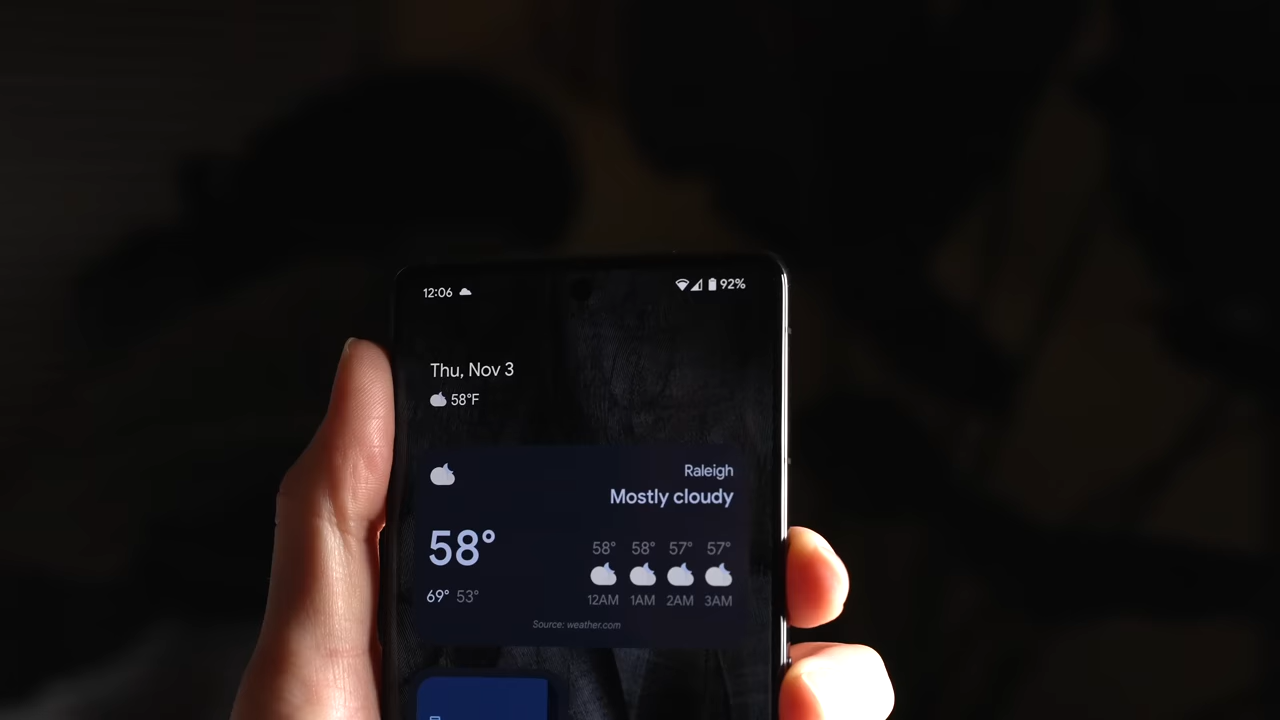 12:06 92%
Thu, Nov 3
58°F
Raleigh
Mostly cloudy
58°
58° 58° 57° 57°
69° 53°
12AM 1AM 2AM 3AM
Source: weather.com